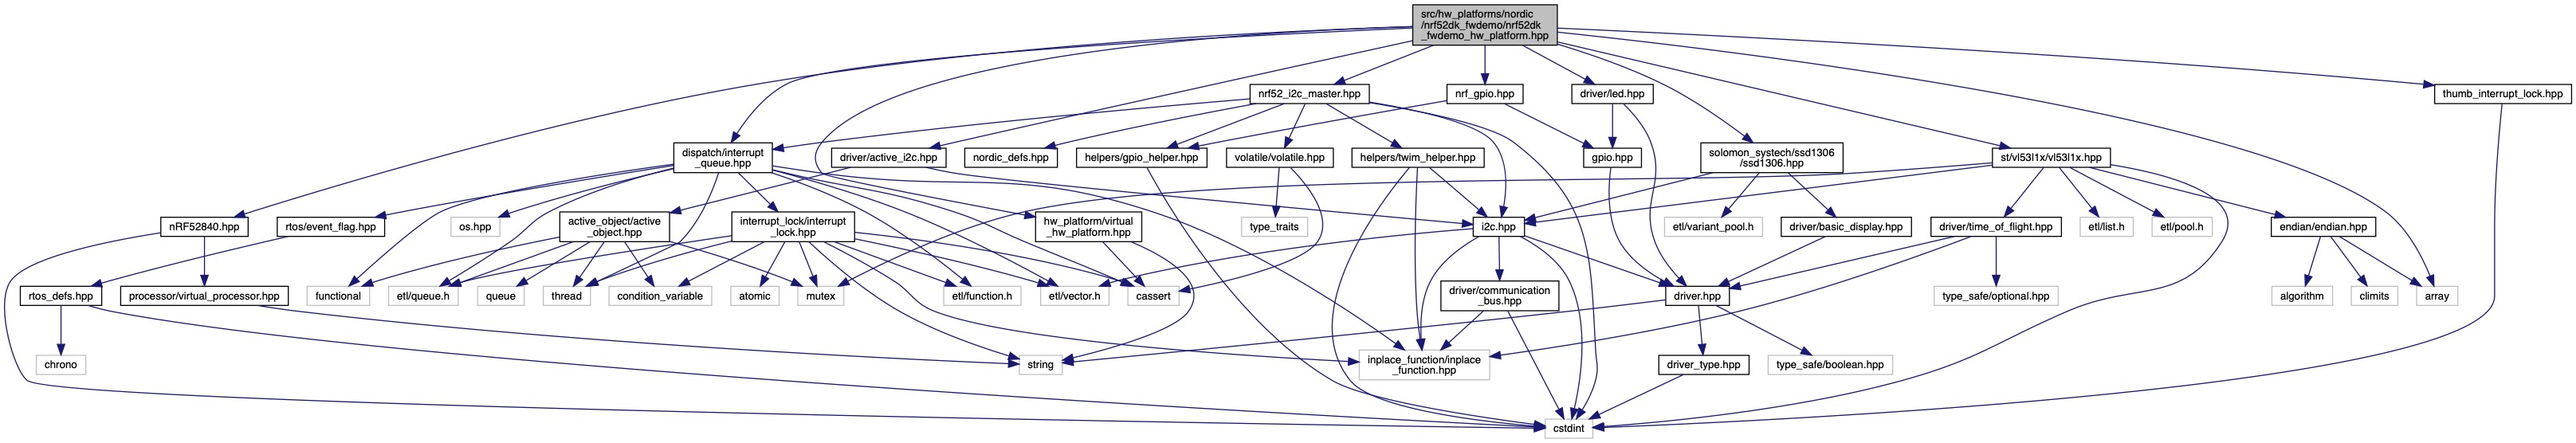 src/hw_platforms/nordic
/nrf52dk_fwdemo/nrf52dk
_fwdemo_hw_platform.hpp
nrf52_i2c_master.hpp
nrf_gpio.hpp
driver/led.hpp
thumb_interrupt_lock.hpp
dispatch/interrupt
_queue.hpp
driver/active_i2c.hpp
nordic_defs.hpp
helpers/gpio_helper.hpp
volatile/volatile.hpp
helpers/twim_helper.hpp
gpio.hpp
solomon_systech/ssd1306
/ssd1306.hpp
st/vl53l1x/vl53l1x.hpp
nRF52840.hpp
rtos/event_flag.hpp
os.hpp
active_object/active
_object.hpp
interrupt_lock/interrupt
_lock.hpp
hw_platform/virtual
_hw_platform.hpp
type_traits
i2c.hpp
etl/variant_pool.h
driver/basic_display.hpp
driver/time_of_flight.hpp
etl/list.h
etl/pool.h
endian/endian.hpp
rtos_defs.hpp
processor/virtual_processor.hpp
functional
etl/queue.h
queue
thread
condition_variable
atomic
mutex
etl/function.h
etl/vector.h
cassert
driver/communication
_bus.hpp
driver.hpp
type_safe/optional.hpp
algorithm
climits
array
chrono
string
inplace_function/inplace
_function.hpp
driver_type.hpp
type_safe/boolean.hpp
cstdint